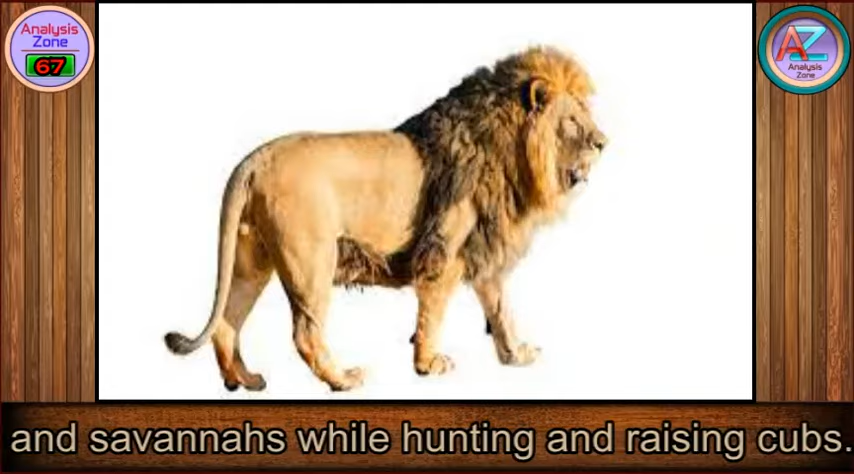 Analysis
Zone
67
AZ
Analysis
Zone
and savannahs while hunting and raising cubs.